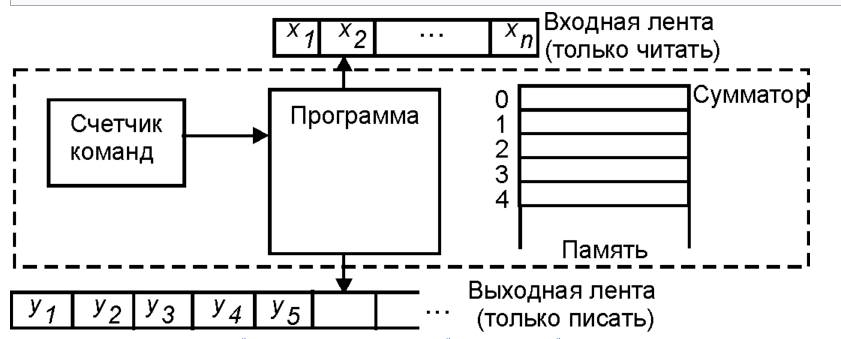 x1 x2 ... xn
Входная лента
(только читать)
Счетчик
команд
Программа
0
1
2
3
4
Сумматор
Память
y1 y2 y3 y4 y5 ...
Выходная лента
(только писать)